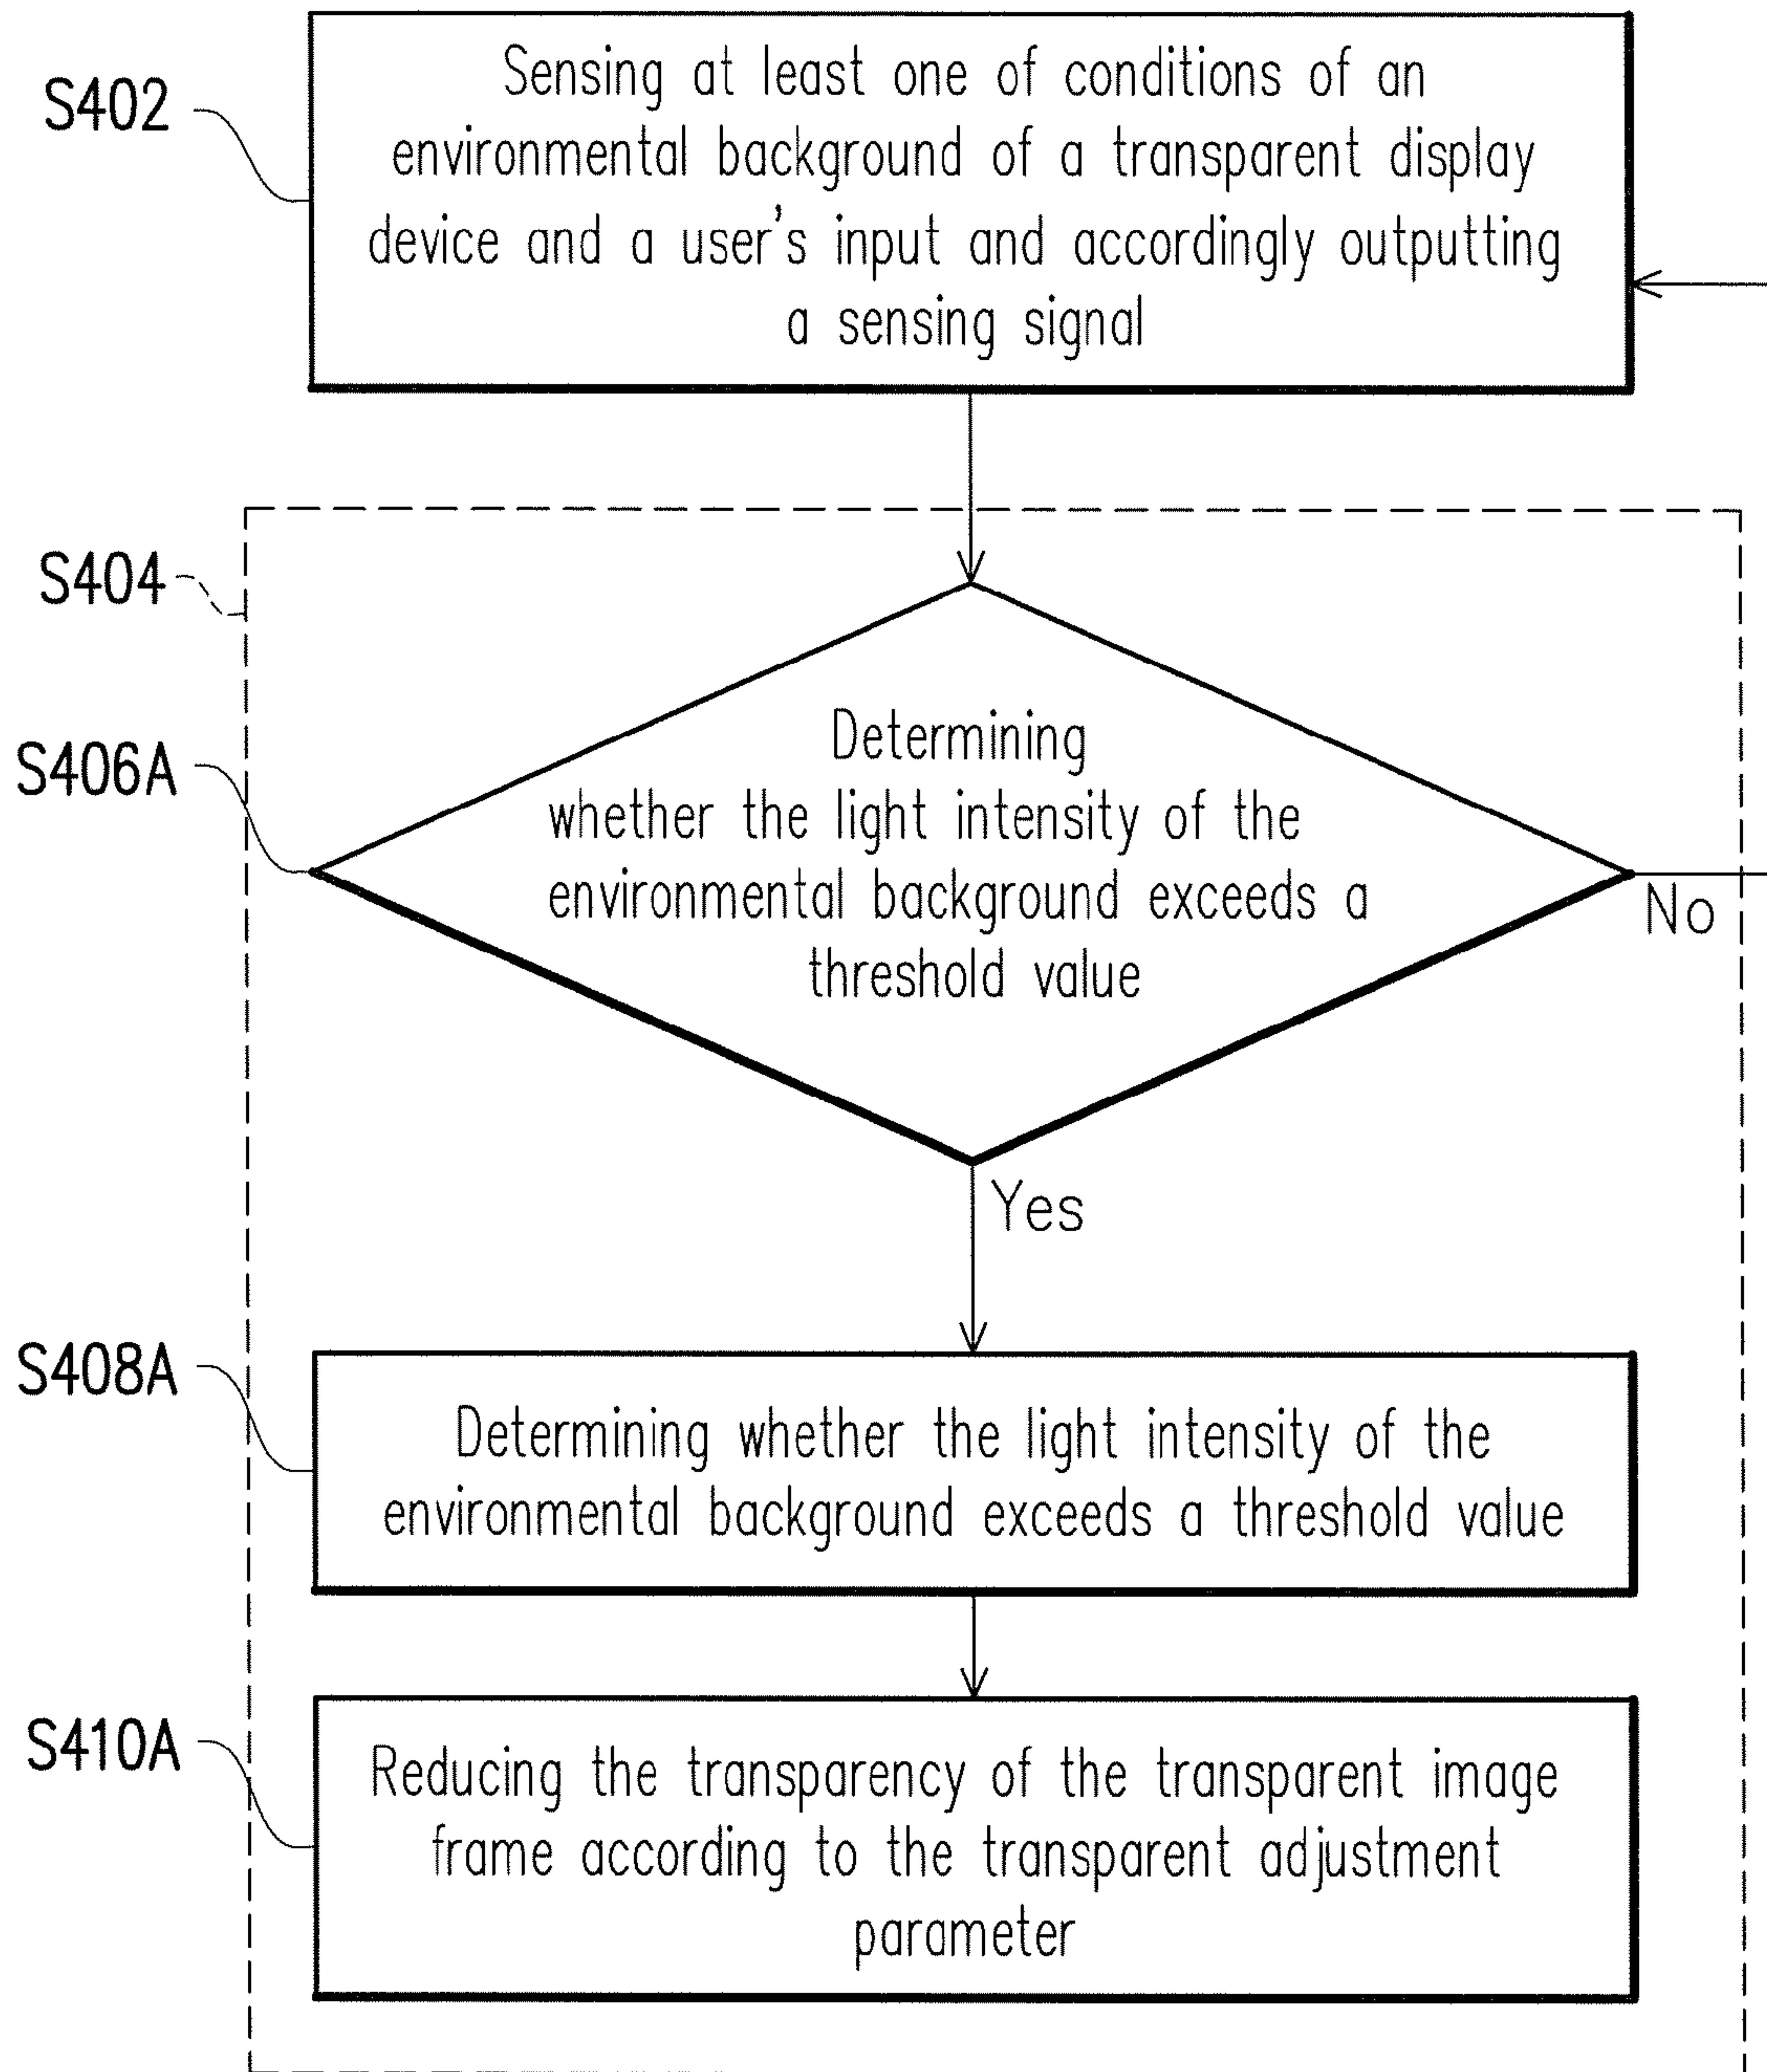 S402
Sensing at least one of conditions of an
environmental background of a transparent display
device and a user's input and accordingly outputting
a sensing signal
S404
S406A
Determining
whether the light intensity of the
environmental background exceeds a
threshold value
No
Yes
S408A
Determining whether the light intensity of the
environmental background exceeds a threshold value
S410A
Reducing the transparency of the transparent image
frame according to the transparent adjustment
parameter